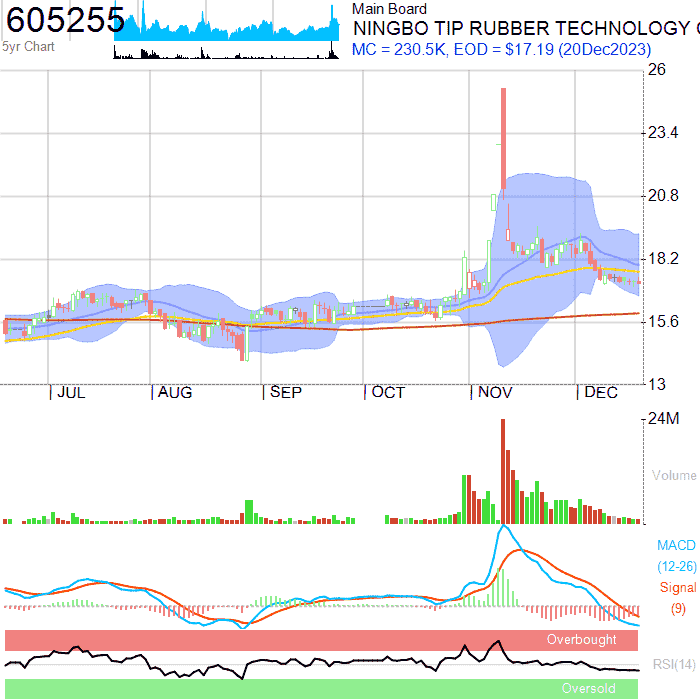 605255
5yr Chart
Main Board
NINGBO TIP RUBBER TECHNOLOGY
MC = 230.5K, EOD = $17.19 (20Dec2023)
26
23.4
20.8
18.2
15.6
13
JUL AUG SEP OCT NOV DEC
24M
Volume
MACD
(12-26)
Signal
(9)
Overbought
RSI(14)
Oversold